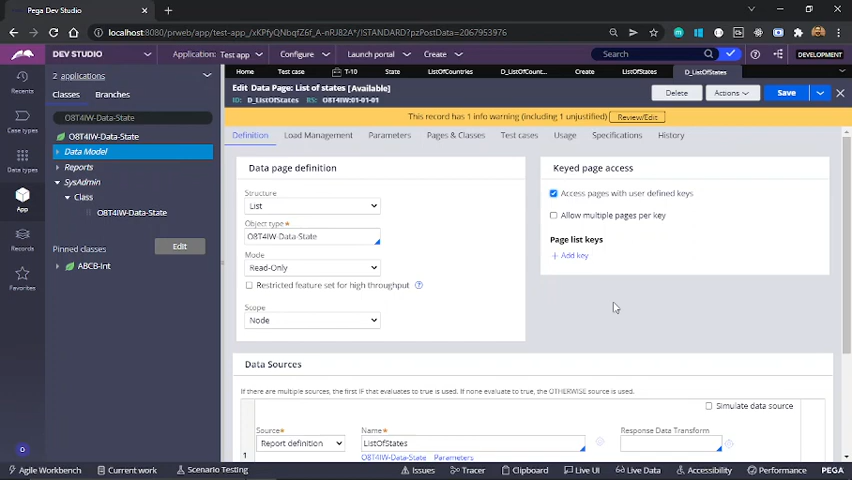 Pega Dev Studio
localhost:8080/prweb/app/test-app_/xKPfyQNbqtZ6f_A-nRJ82A*/!STANDARD?pzPostData=2067953976
DEV STUDIO
Application: Test app
Configure
Launch portal
Create
Search
DEVELOPMENT
Recents
Case types
Data types
App
Records
Favorites
2 applications
Classes
Branches
O8T4IW-Data-State
O8T4IW-Data-State
Data Model
Reports
SysAdmin
Class
O8T4IW-Data-State
Pinned classes
Edit
ABCB-Int
Home
Test case
T-10
State
ListOfCountries
D_ListOfCount...
Create
ListOfStates
D_ListOfStates
Edit Data Page: List of states [Available]
ID: D_ListOfStates RS: O8T4IW:01-01-01
Delete
Actions
Save
This record has 1 info warning (including 1 unjustified)
Review/Edit
Definition
Load Management
Parameters
Pages & Classes
Test cases
Usage
Specifications
History
Data page definition
Structure
List
Object type*
O8T4IW-Data-State
Mode
Read-Only
Restricted feature set for high throughput
Scope
Node
Keyed page access
Access pages with user defined keys
Allow multiple pages per key
Page list keys
+ Add key
Data Sources
If there are multiple sources, the first IF that evaluates to true is used. If none evaluate to true, the OTHERWISE source is used.
Simulate data source
Source*
Name*
Response Data Transform
1
Report definition
ListOfStates
O8T4IW-Data-State
Parameters
Agile Workbench
Current work
Scenario Testing
Issues
Tracer
Clipboard
Live UI
Live Data
Accessibility
Performance
PEGA